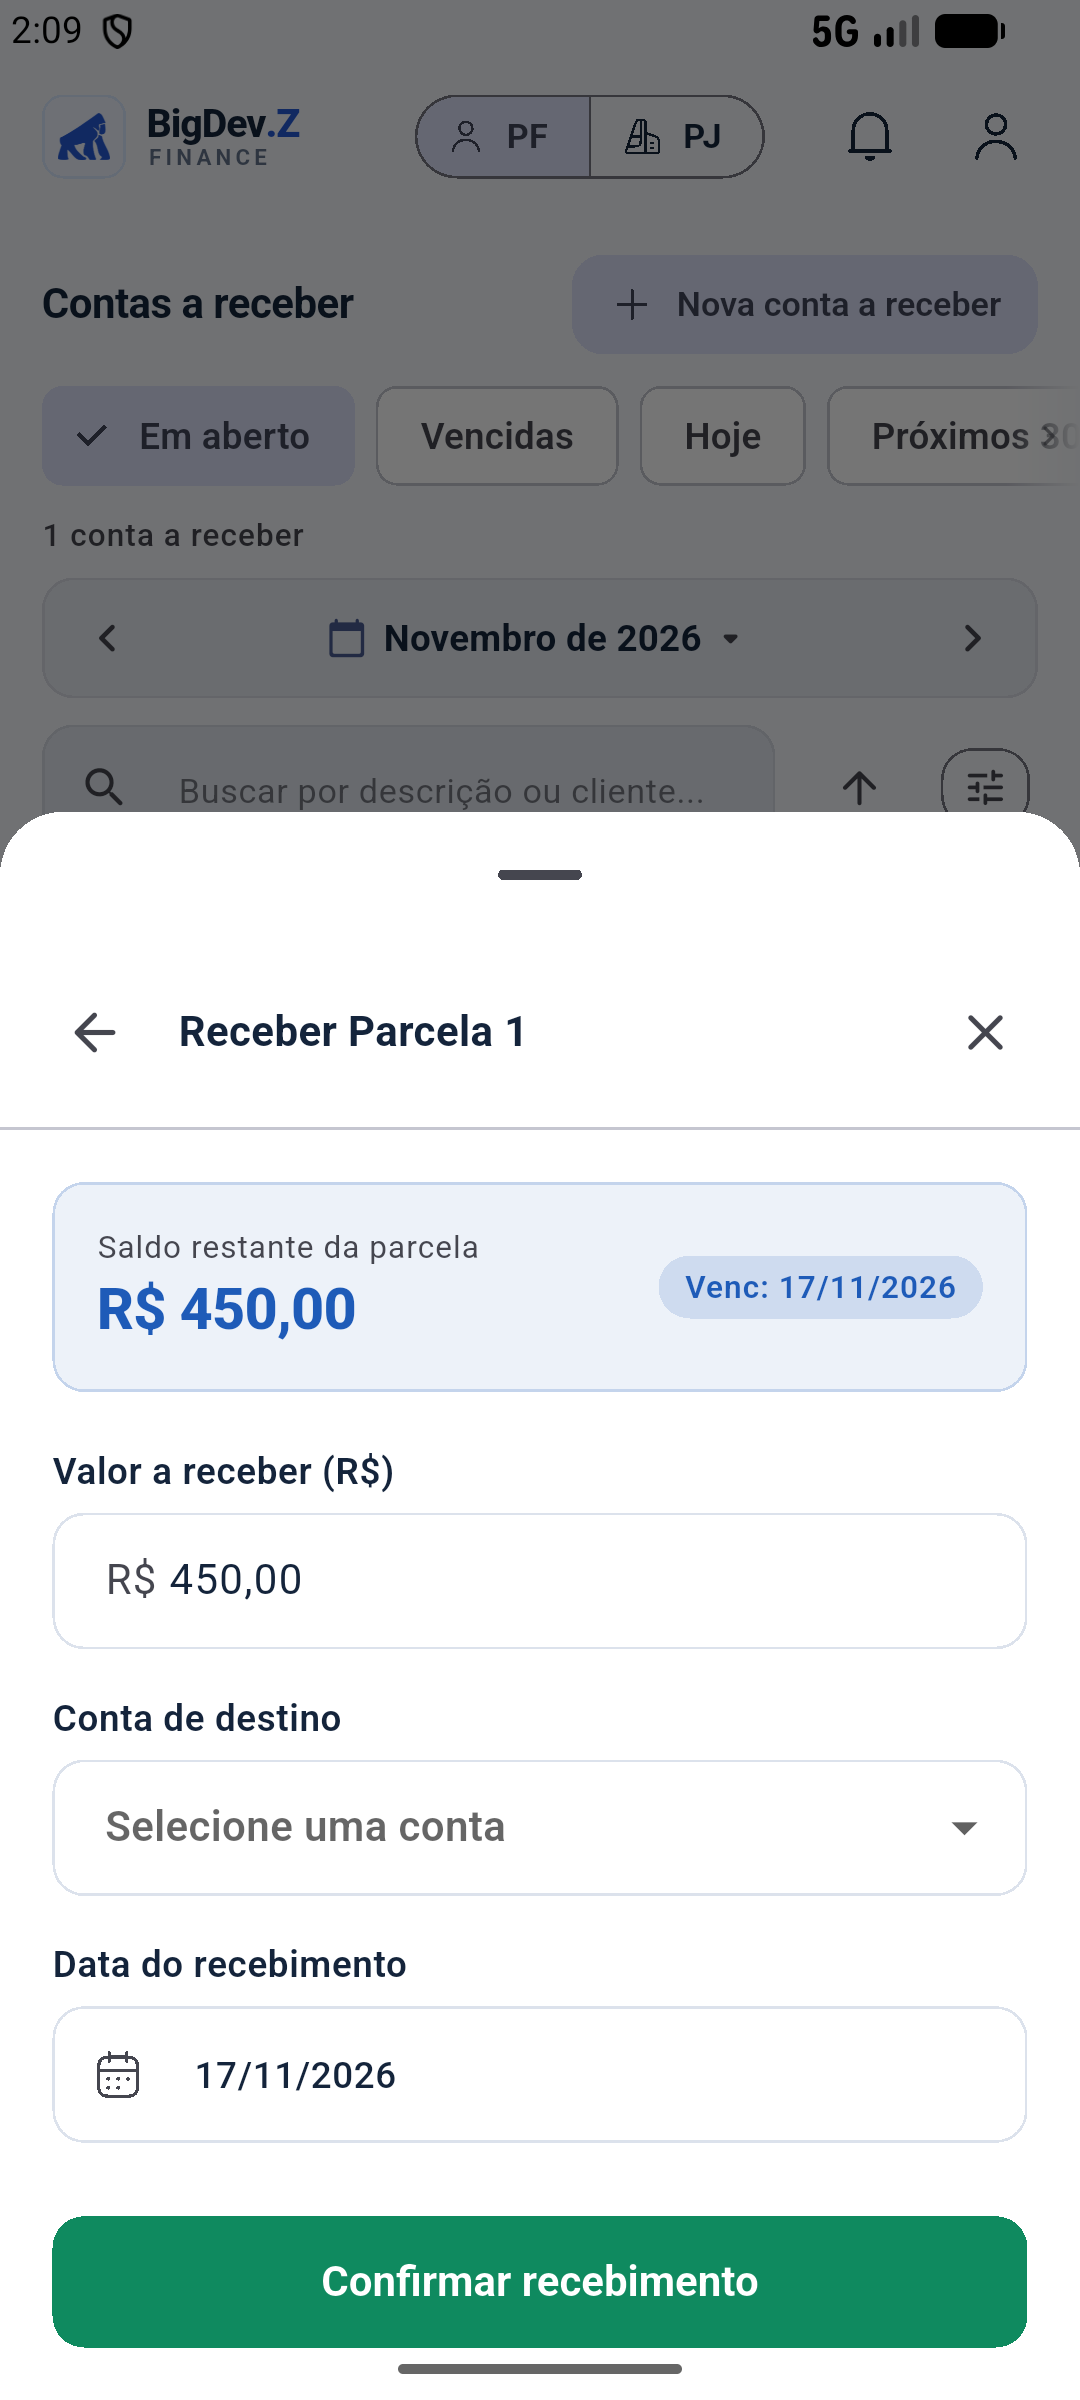 2:09
5G
BigDev.Z
FINANCE
PF
PJ
Contas a receber
Nova conta a receber
Em aberto
Vencidas
Hoje
Próximos 30
1 conta a receber
Novembro de 2026
Buscar por descrição ou cliente...
Receber Parcela 1
Saldo restante da parcela
R$ 450,00
Venc: 17/11/2026
Valor a receber (R$)
R$ 450,00
Conta de destino
Selecione uma conta
Data do recebimento
17/11/2026
Confirmar recebimento